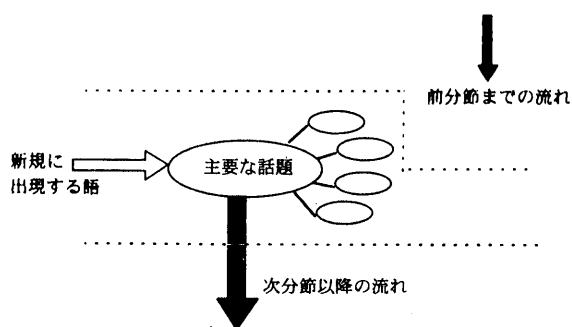 前分節までの流れ
新規に
出現する語
主要な話題
次分節以降の流れ